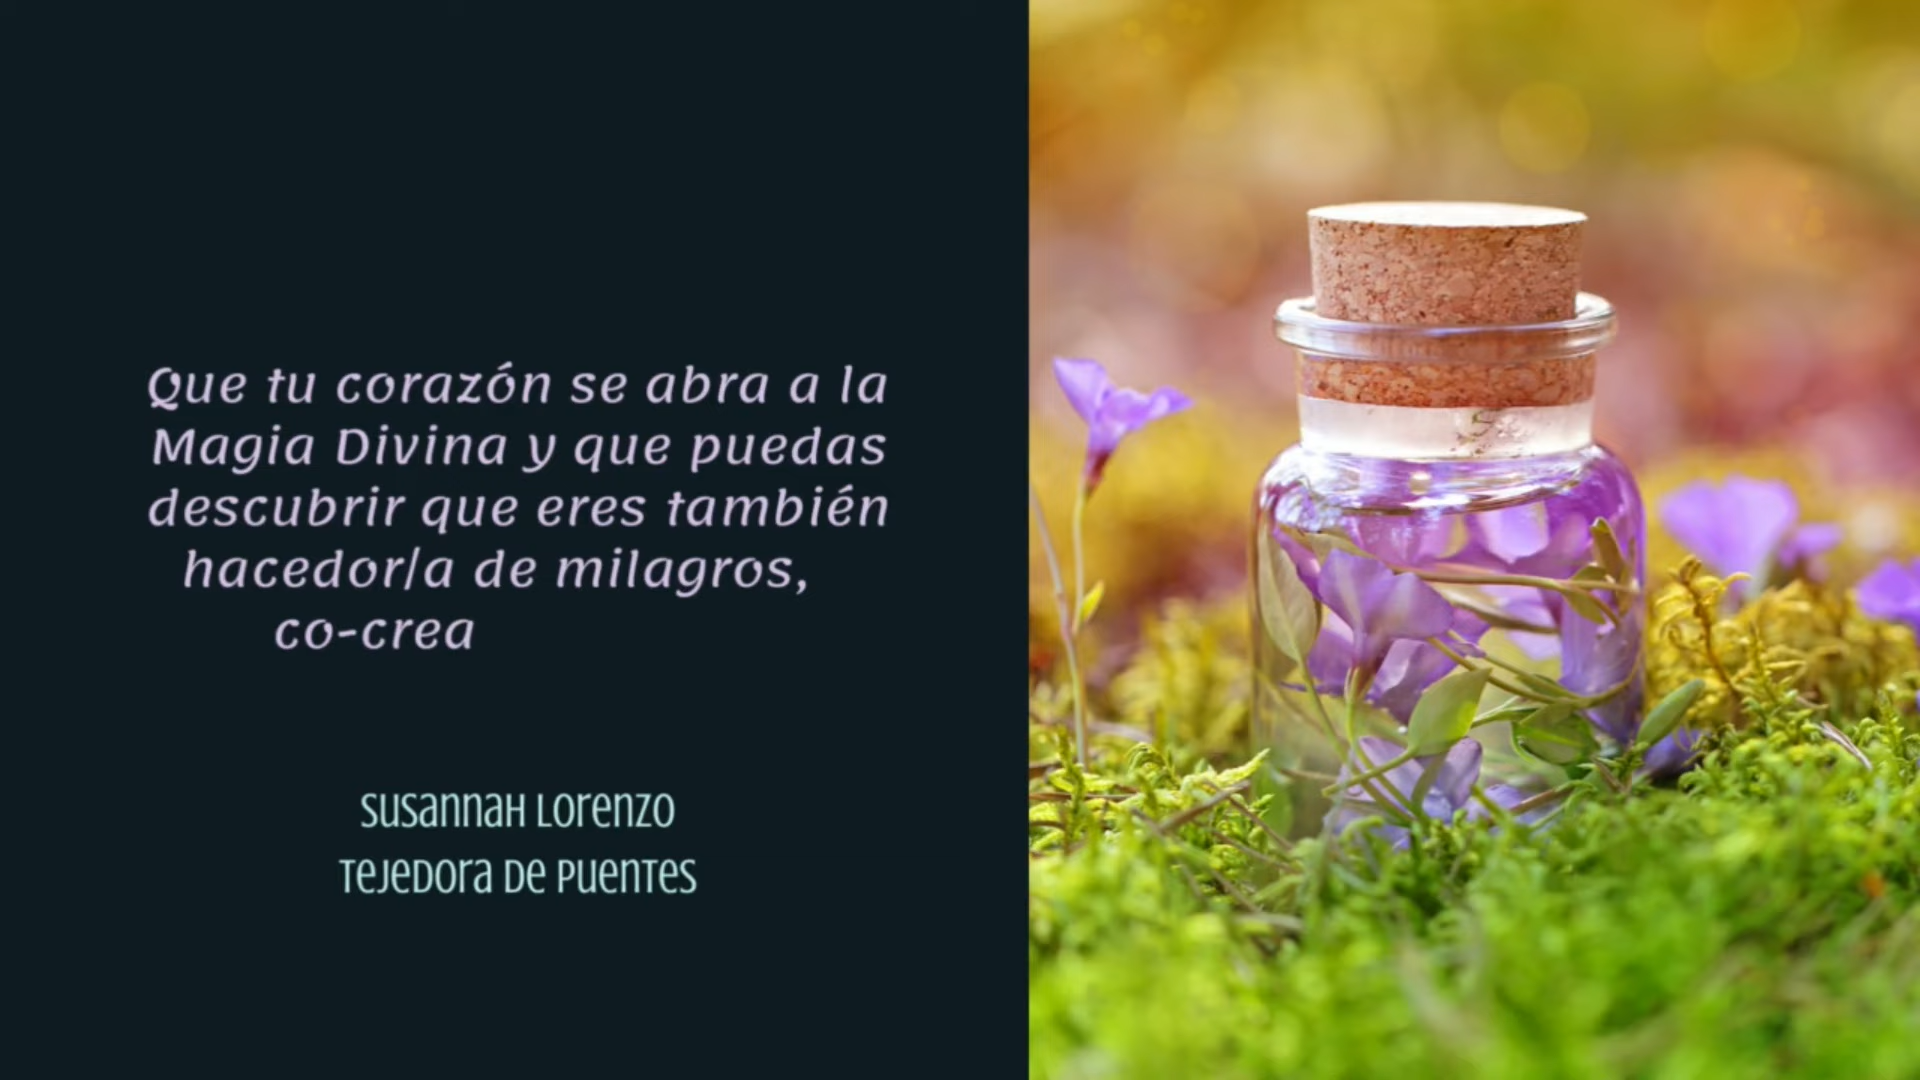 Que tu corazón se abra a la
Magia Divina y que puedas
descubrir que eres también
hacedor/a de milagros,
co-crea
Susannah Lorenzo
Tejedora de Puentes